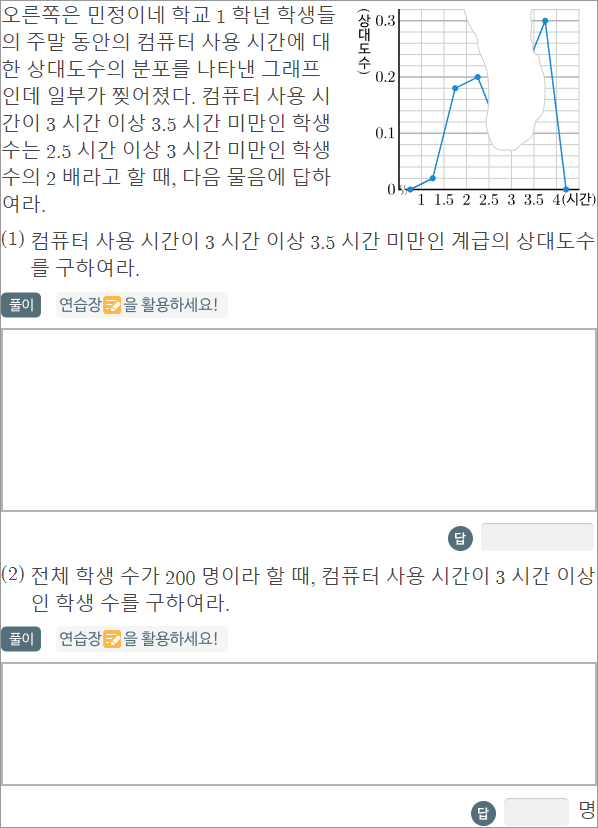 오른쪽은 민정이네 학교 1 학년 학생들
의 주말 동안의 컴퓨터 사용 시간에 대
한 상대도수의 분포를 나타낸 그래프
인데 일부가 찢어졌다. 컴퓨터 사용 시
간이 3 시간 이상 3.5 시간 미만인 학생
수는 2.5 시간 이상 3 시간 미만인 학생
수의 2 배라고 할 때, 다음 물음에 답하
여라.
(상대도수)
0.3
0.2
0.1
0
1 1.5 2 2.5 3 3.5 4(시간)
(1) 컴퓨터 사용 시간이 3 시간 이상 3.5 시간 미만인 계급의 상대도수
를 구하여라.
풀이 연습장을 활용하세요!
답
(2) 전체 학생 수가 200 명이라 할 때, 컴퓨터 사용 시간이 3 시간 이상
인 학생 수를 구하여라.
풀이 연습장을 활용하세요!
답 명